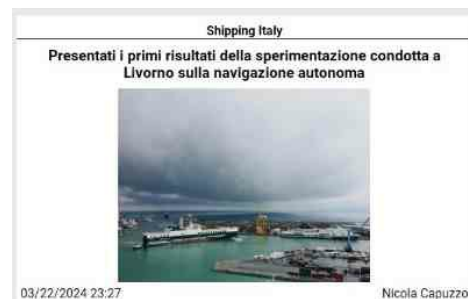 Shipping Italy
Presentati i primi risultati della sperimentazione condotta a
Livorno sulla navigazione autonoma
03/22/2024 23:27
Nicola Capuzzo